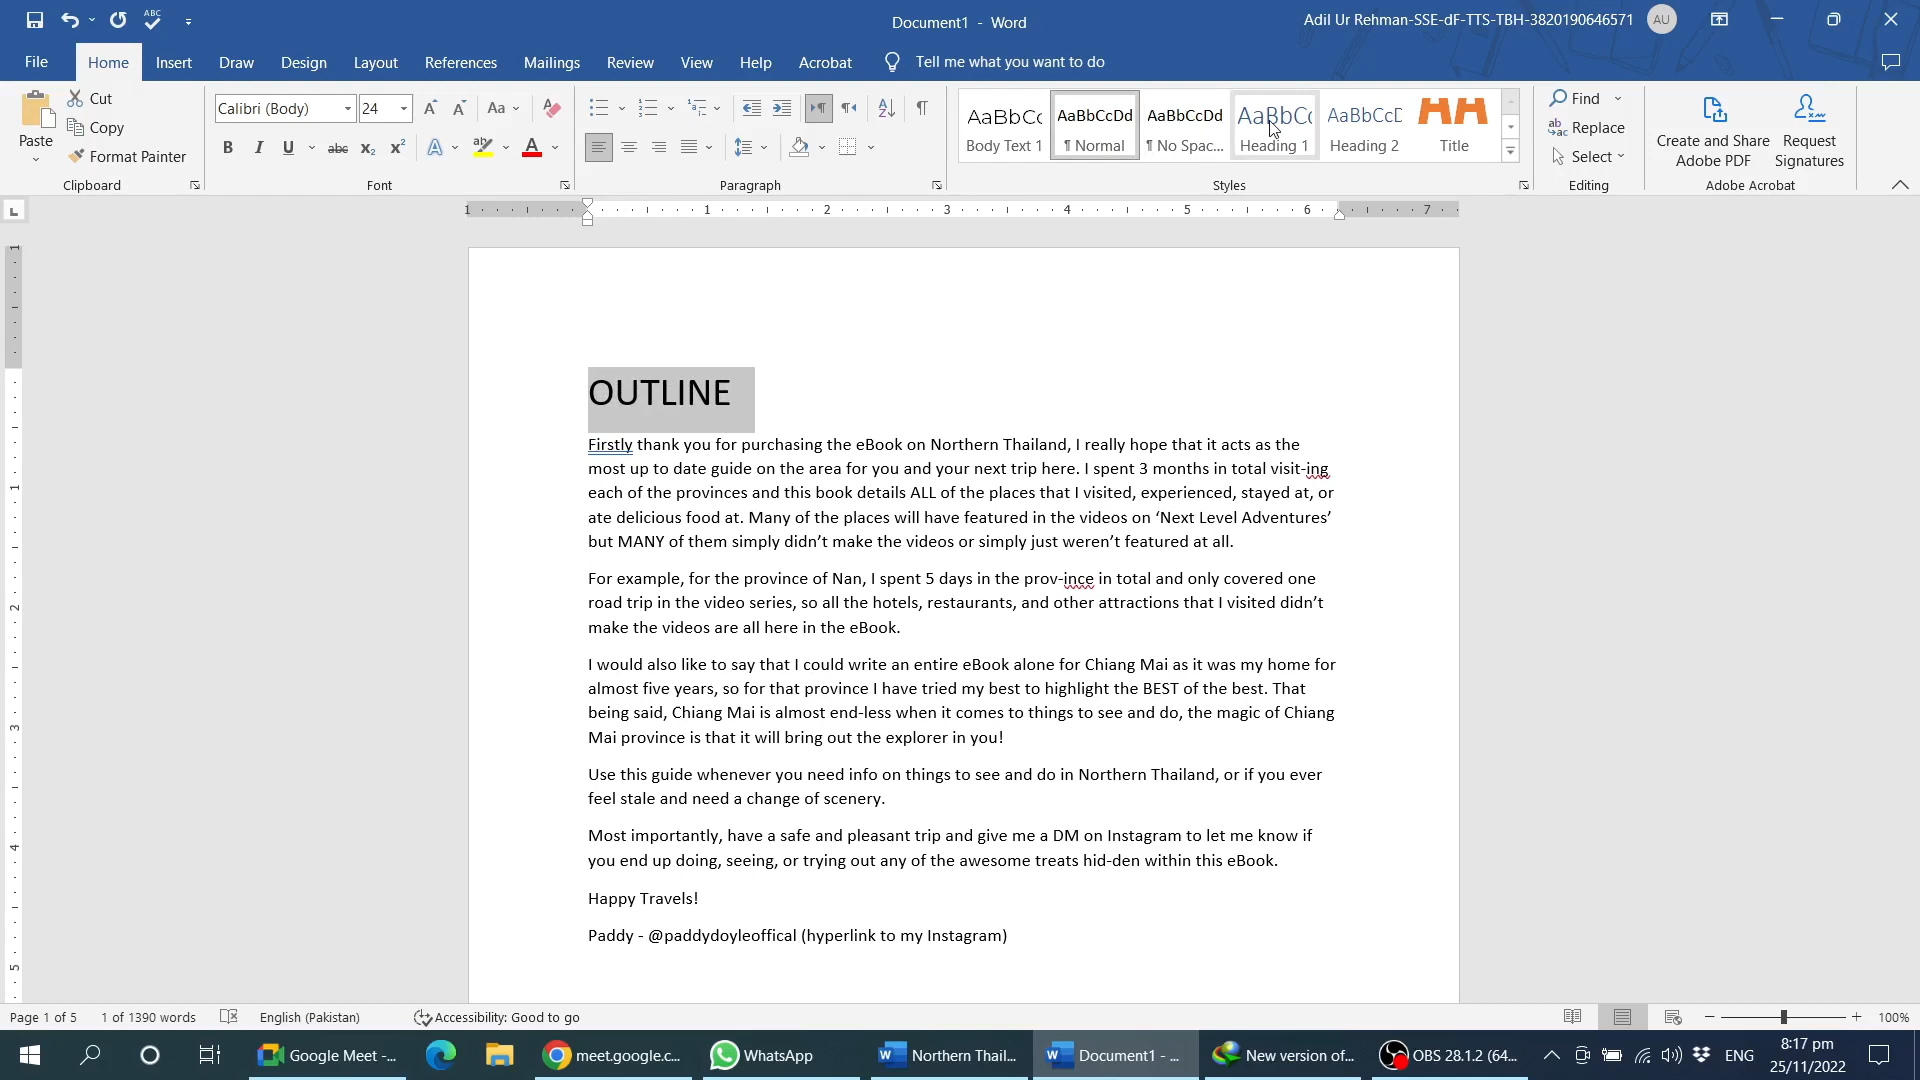 ABC
Document1 - Word
Adil Ur Rehman-SSE-dF-TTS-TBH-3820190646571
AU
File Home Insert Draw Design Layout References Mailings Review View Help Acrobat Tell me what you want to do
Paste
Cut
Copy
Format Painter
Clipboard
Calibri (Body) 24
Aa
B I U abc x₂ x² A ab A
Font
Paragraph
AaBbCc AaBbCcDd AaBbCcDd AaBbCc AaBbCcD AA
Body Text 1 ¶ Normal ¶ No Spac... Heading 1 Heading 2 Title
Styles
Find
Replace
Select
Editing
Create and Share
Adobe PDF
Request
Signatures
Adobe Acrobat
1 1 2 3 4 5 6 7
1
1
2
3
4
5
OUTLINE
Firstly thank you for purchasing the eBook on Northern Thailand, I really hope that it acts as the
most up to date guide on the area for you and your next trip here. I spent 3 months in total visit-ing
each of the provinces and this book details ALL of the places that I visited, experienced, stayed at, or
ate delicious food at. Many of the places will have featured in the videos on ‘Next Level Adventures’
but MANY of them simply didn’t make the videos or simply just weren’t featured at all.
For example, for the province of Nan, I spent 5 days in the prov-ince in total and only covered one
road trip in the video series, so all the hotels, restaurants, and other attractions that I visited didn’t
make the videos are all here in the eBook.
I would also like to say that I could write an entire eBook alone for Chiang Mai as it was my home for
almost five years, so for that province I have tried my best to highlight the BEST of the best. That
being said, Chiang Mai is almost end-less when it comes to things to see and do, the magic of Chiang
Mai province is that it will bring out the explorer in you!
Use this guide whenever you need info on things to see and do in Northern Thailand, or if you ever
feel stale and need a change of scenery.
Most importantly, have a safe and pleasant trip and give me a DM on Instagram to let me know if
you end up doing, seeing, or trying out any of the awesome treats hid-den within this eBook.
Happy Travels!
Paddy - @paddydoyleoffical (hyperlink to my Instagram)
Page 1 of 5 1 of 1390 words English (Pakistan) Accessibility: Good to go 100%
Google Meet -... meet.google.c... WhatsApp Northern Thail... Document1 - ... New version of... OBS 28.1.2 (64... ENG
8:17 pm
25/11/2022